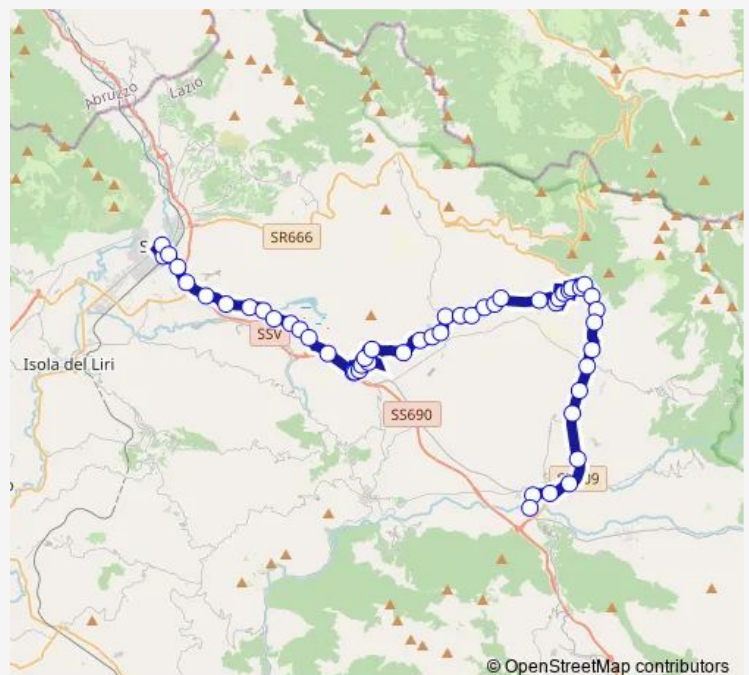 Abruzzo
Lazio
SR666
SSV
Isola del Liri
SS690
© OpenStreetMap contributors